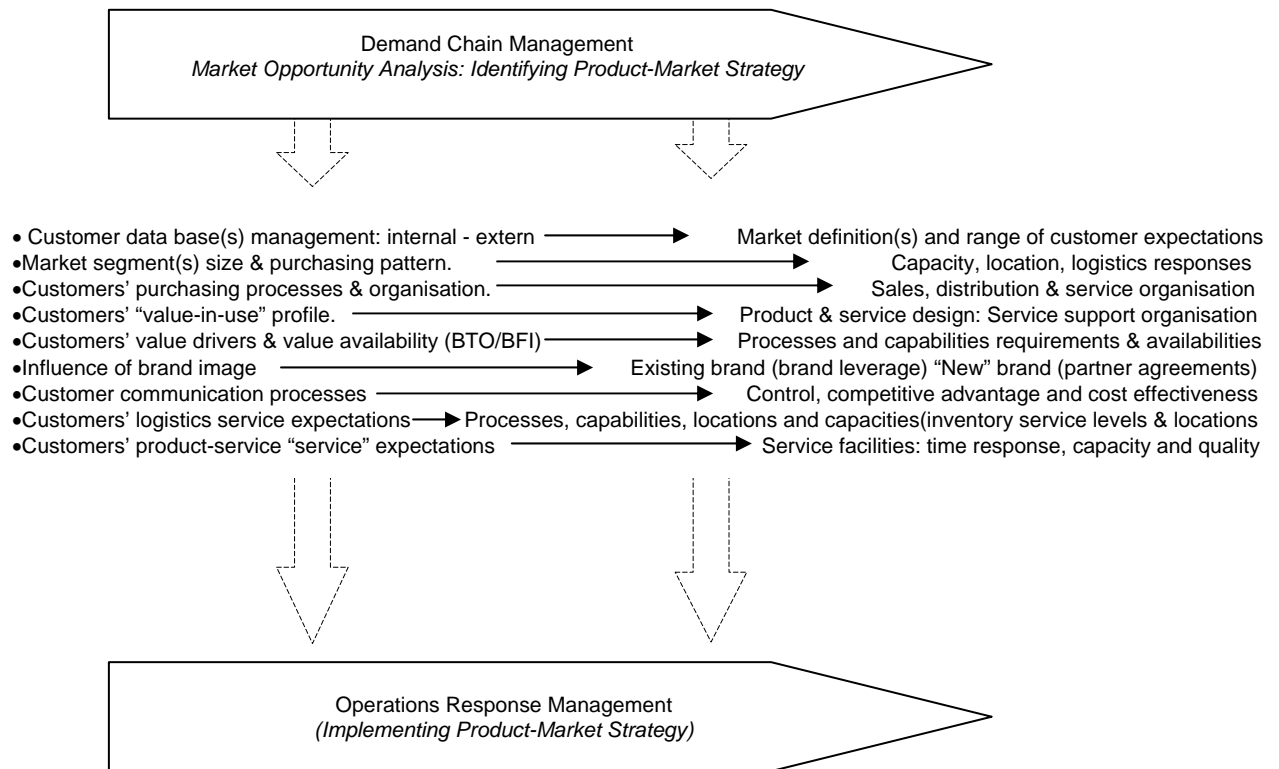 Demand Chain Management
Market Opportunity Analysis: Identifying Product-Market Strategy
• Customer data base(s) management: internal - extern Market definition(s) and range of customer expectations
•Market segment(s) size & purchasing pattern. Capacity, location, logistics responses
•Customers’ purchasing processes & organisation. Sales, distribution & service organisation
•Customers’ “value-in-use” profile. Product & service design: Service support organisation
•Customers’ value drivers & value availability (BTO/BFI) Processes and capabilities requirements & availabilities
•Influence of brand image Existing brand (brand leverage) “New” brand (partner agreements)
•Customer communication processes Control, competitive advantage and cost effectiveness
•Customers’ logistics service expectations Processes, capabilities, locations and capacities(inventory service levels & locations
•Customers’ product-service “service” expectations Service facilities: time response, capacity and quality
Operations Response Management
(Implementing Product-Market Strategy)